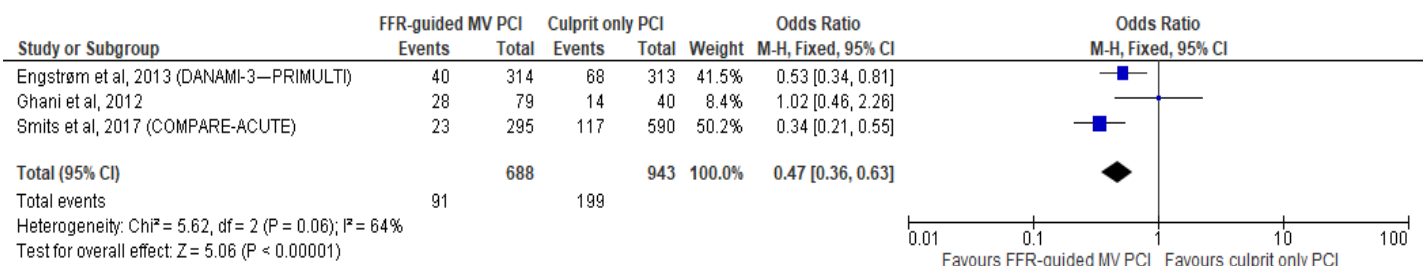 FFR-guided MV PCI Culprit only PCI Odds Ratio Odds Ratio
Study or Subgroup Events Total Events Total Weight M-H, Fixed, 95% CI M-H, Fixed, 95% CI
Engstrøm et al, 2013 (DANAMI-3—PRIMULTI) 40 314 68 313 41.5% 0.53 [0.34, 0.81]
Ghani et al, 2012 28 79 14 40 8.4% 1.02 [0.46, 2.26]
Smits et al, 2017 (COMPARE-ACUTE) 23 295 117 590 50.2% 0.34 [0.21, 0.55]
Total (95% CI) 688 943 100.0% 0.47 [0.36, 0.63]
Total events 91 199
Heterogeneity: Chi² = 5.62, df = 2 (P = 0.06); I² = 64%
Test for overall effect: Z = 5.06 (P < 0.00001)
0.01 0.1 1 10 100
Favours FFR-guided MV PCI Favours culprit only PCI